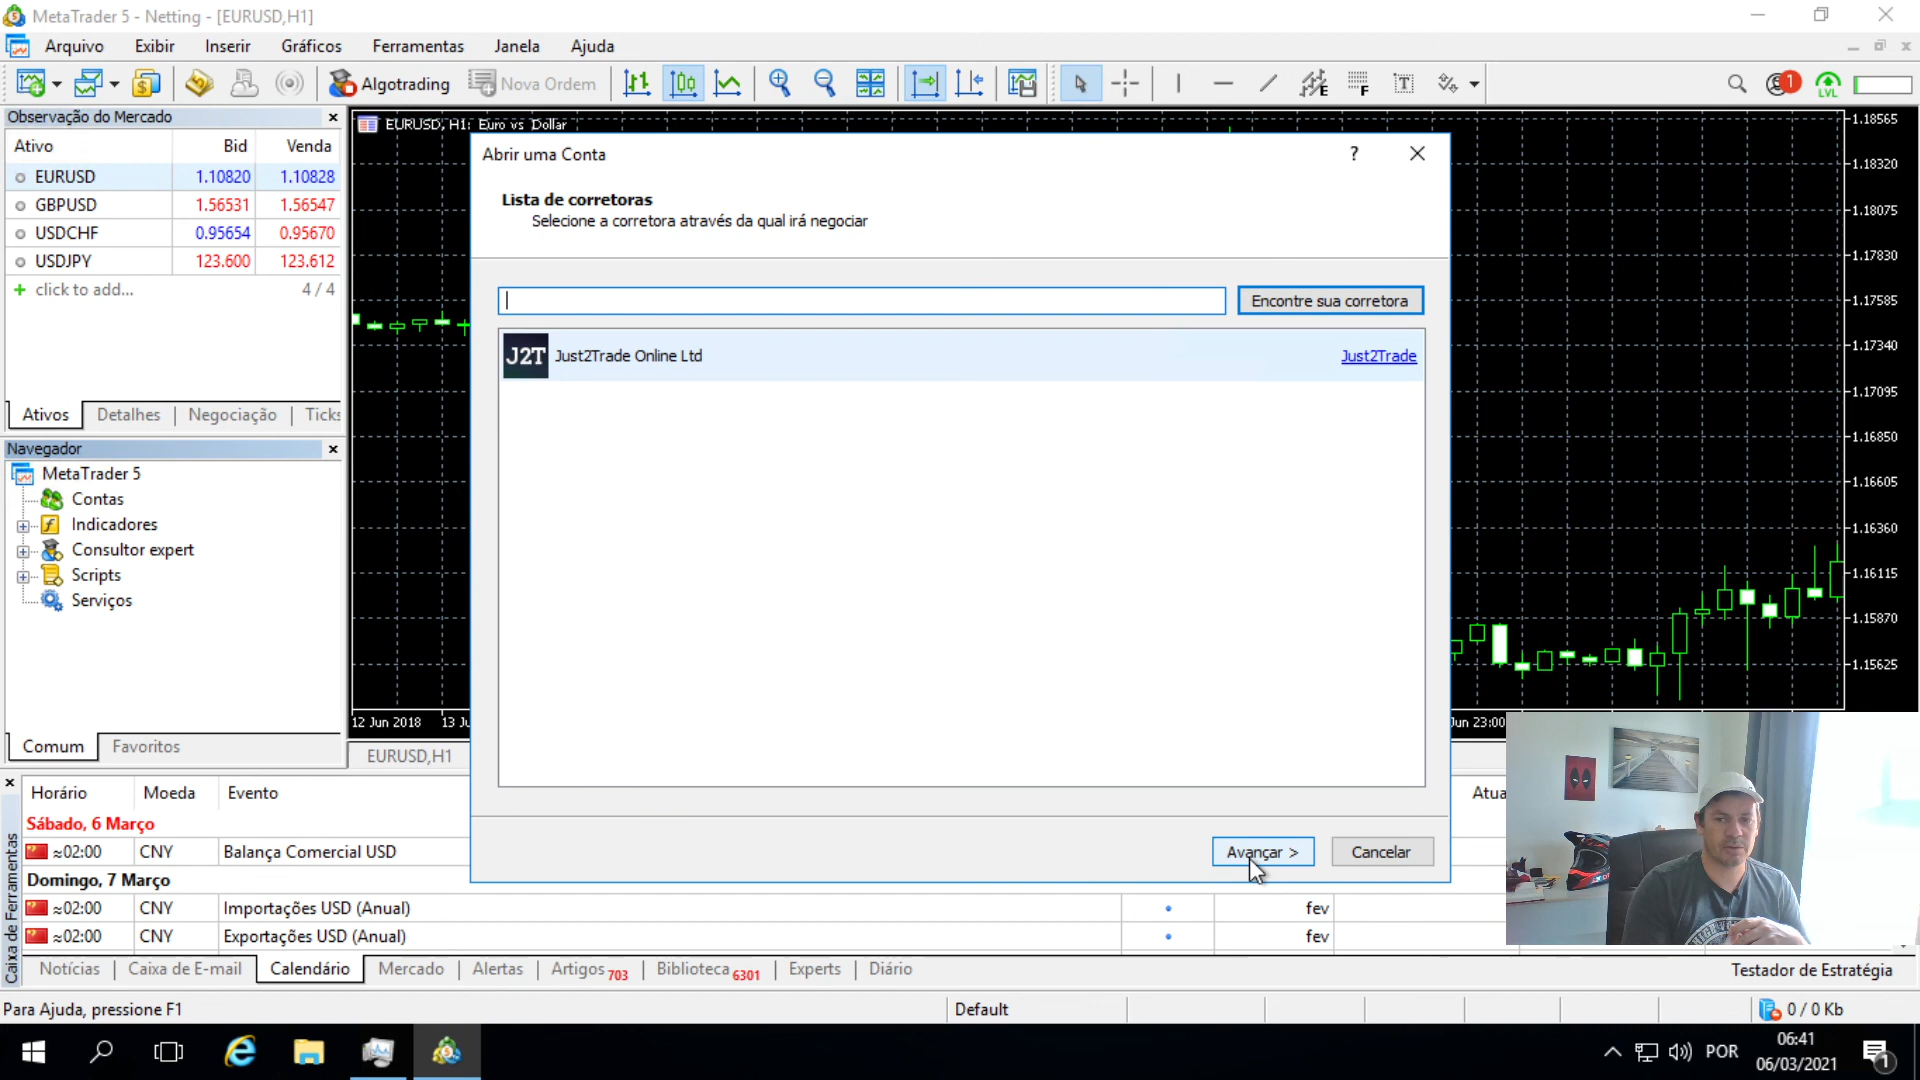 MetaTrader 5 - Netting - [EURUSD,H1]
Arquivo Exibir Inserir Gráficos Ferramentas Janela Ajuda
Algotrading Nova Ordem
E F T 1 LVL
Observação do Mercado
Ativo Bid Venda
EURUSD 1.10820 1.10828
GBPUSD 1.56531 1.56547
USDCHF 0.95654 0.95670
USDJPY 123.600 123.612
click to add... 4 / 4
Ativos Detalhes Negociação Ticks
Navegador
MetaTrader 5
Contas
Indicadores
Consultor expert
Scripts
Serviços
Comum Favoritos
EURUSD, H1: Euro vs Dollar
1.18565
1.18320
1.18075
1.17830
1.17585
1.17340
1.17095
1.16850
1.16605
1.16360
1.16115
1.15870
1.15625
12 Jun 2018 13 Ju
Jun 23:00
EURUSD,H1
Abrir uma Conta ?
Lista de corretoras
Selecione a corretora através da qual irá negociar
Encontre sua corretora
J2T Just2Trade Online Ltd Just2Trade
Avançar > Cancelar
Caixa de Ferramentas
Horário Moeda Evento Atua
Sábado, 6 Março
≈02:00 CNY Balança Comercial USD
Domingo, 7 Março
≈02:00 CNY Importações USD (Anual) fev
≈02:00 CNY Exportações USD (Anual) fev
Notícias Caixa de E-mail Calendário Mercado Alertas Artigos 703 Biblioteca 6301 Experts Diário Testador de Estratégia
Para Ajuda, pressione F1 Default 0 / 0 Kb
POR 06:41 1
06/03/2021